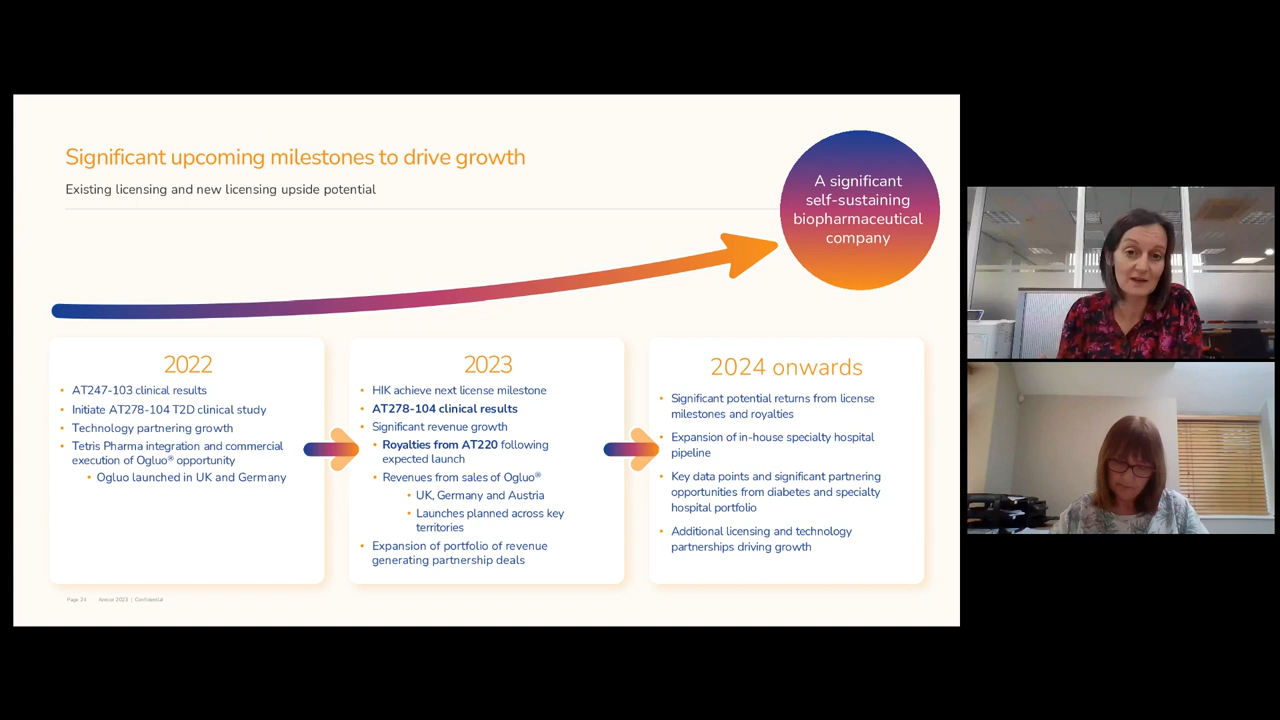 Significant upcoming milestones to drive growth
Existing licensing and new licensing upside potential
A significant
self-sustaining
biopharmaceutical
company
2022
• AT247-103 clinical results
• Initiate AT278-104 T2D clinical study
• Technology partnering growth
• Tetris Pharma integration and commercial
execution of Ogluo® opportunity
• Ogluo launched in UK and Germany
2023
• HIK achieve next license milestone
• AT278-104 clinical results
• Significant revenue growth
• Royalties from AT220 following
expected launch
• Revenues from sales of Ogluo®
• UK, Germany and Austria
• Launches planned across key
territories
• Expansion of portfolio of revenue
generating partnership deals
2024 onwards
• Significant potential returns from license
milestones and royalties
• Expansion of in-house specialty hospital
pipeline
• Key data points and significant partnering
opportunities from diabetes and specialty
hospital portfolio
• Additional licensing and technology
partnerships driving growth
Page 24 Arecor 2023 | Confidential